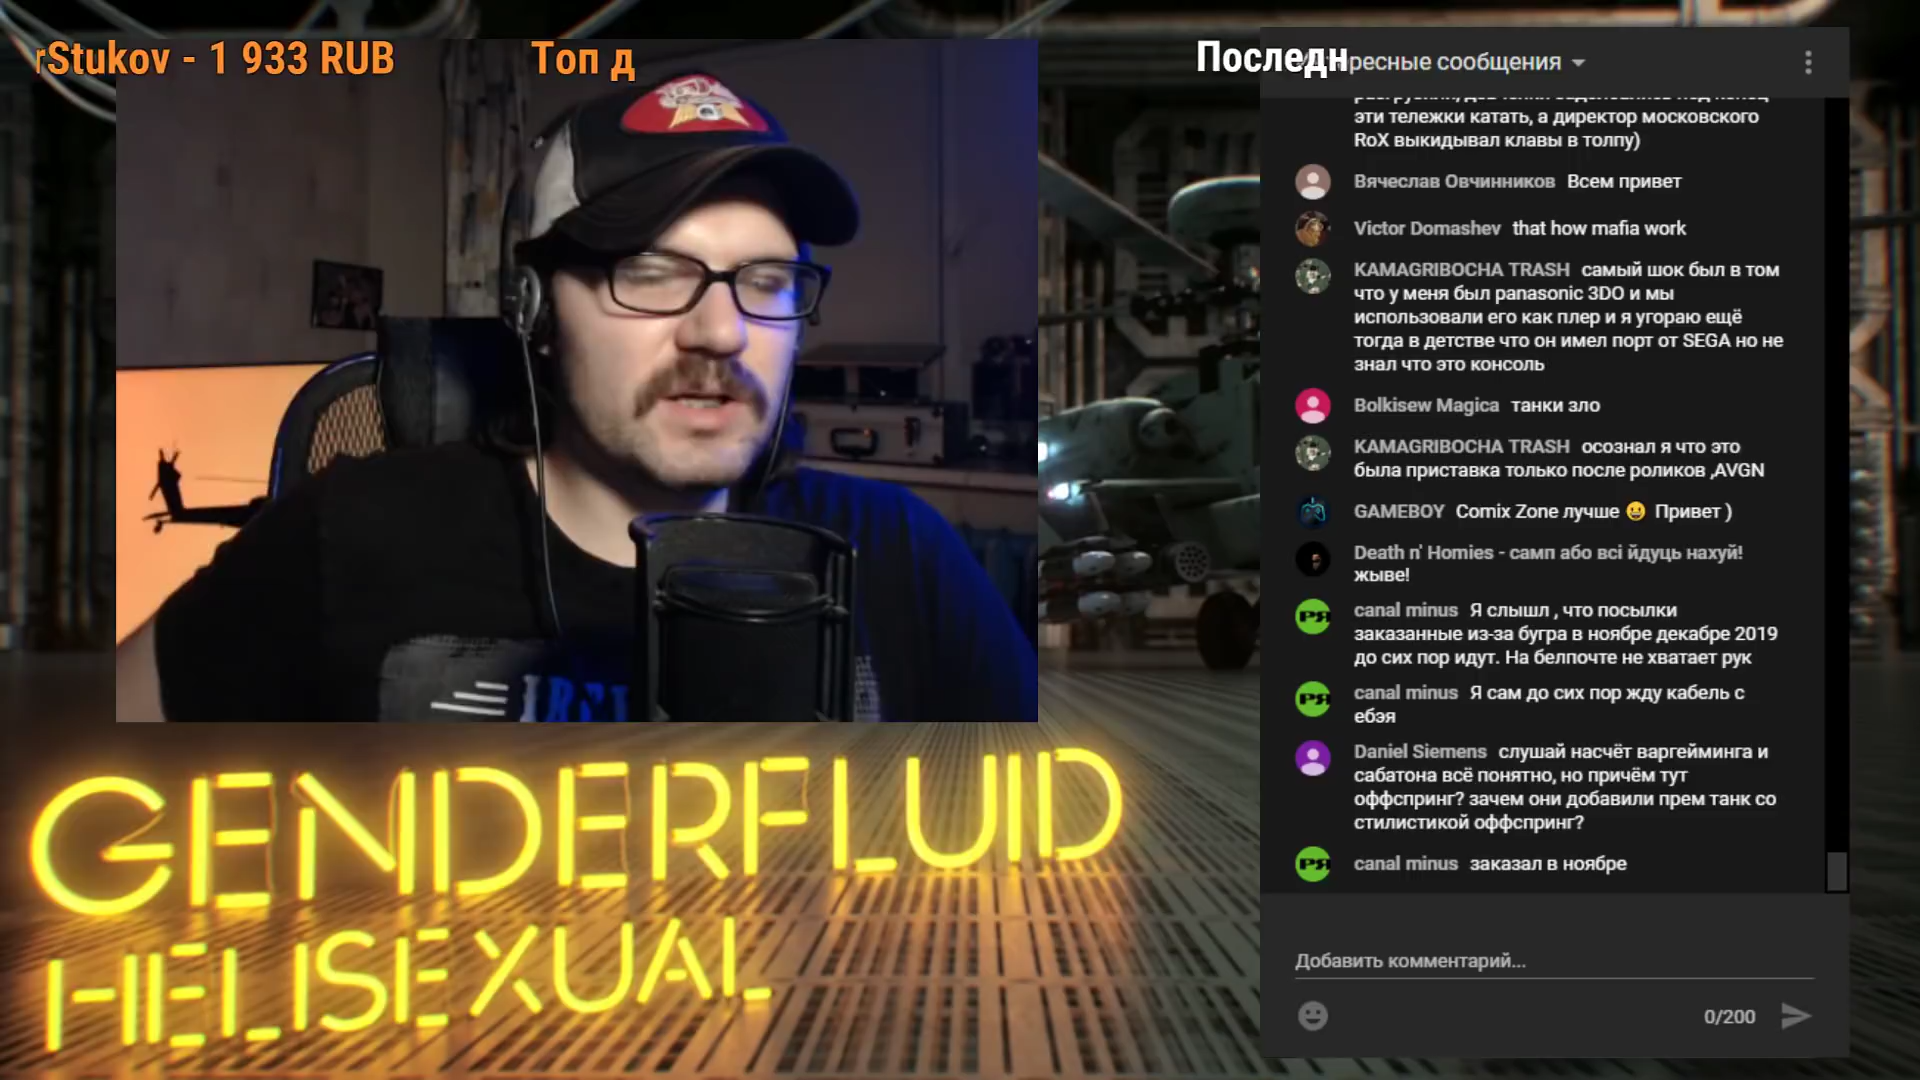 rStukov - 1 933 RUB
Топ д
Последн
ресные сообщения
эти тележки катать, а директор московского
RoX выкидывал клавы в толпу)
Вячеслав Овчинников Всем привет
Victor Domashev that how mafia work
KAMAGRIBOCHA TRASH самый шок был в том
что у меня был panasonic 3DO и мы
использовали его как плер и я угораю ещё
тогда в детстве что он имел порт от SEGA но не
знал что это консоль
Bolkisew Magica танки зло
KAMAGRIBOCHA TRASH осознал я что это
была приставка только после роликов ,AVGN
GAMEBOY Comix Zone лучше 😀 Привет )
Death n' Homies - самп або всі йдуць нахуй!
жыве!
canal minus Я слышл , что посылки
заказанные из-за бугра в ноябре декабре 2019
до сих пор идут. На белпочте не хватает рук
canal minus Я сам до сих пор жду кабель с
ебэя
Daniel Siemens слушай насчёт варгейминга и
сабатона всё понятно, но причём тут
оффспринг? зачем они добавили прем танк со
стилистикой оффспринг?
canal minus заказал в ноябре
Добавить комментарий...
0/200
GENDERFLUID
HELISEXUAL